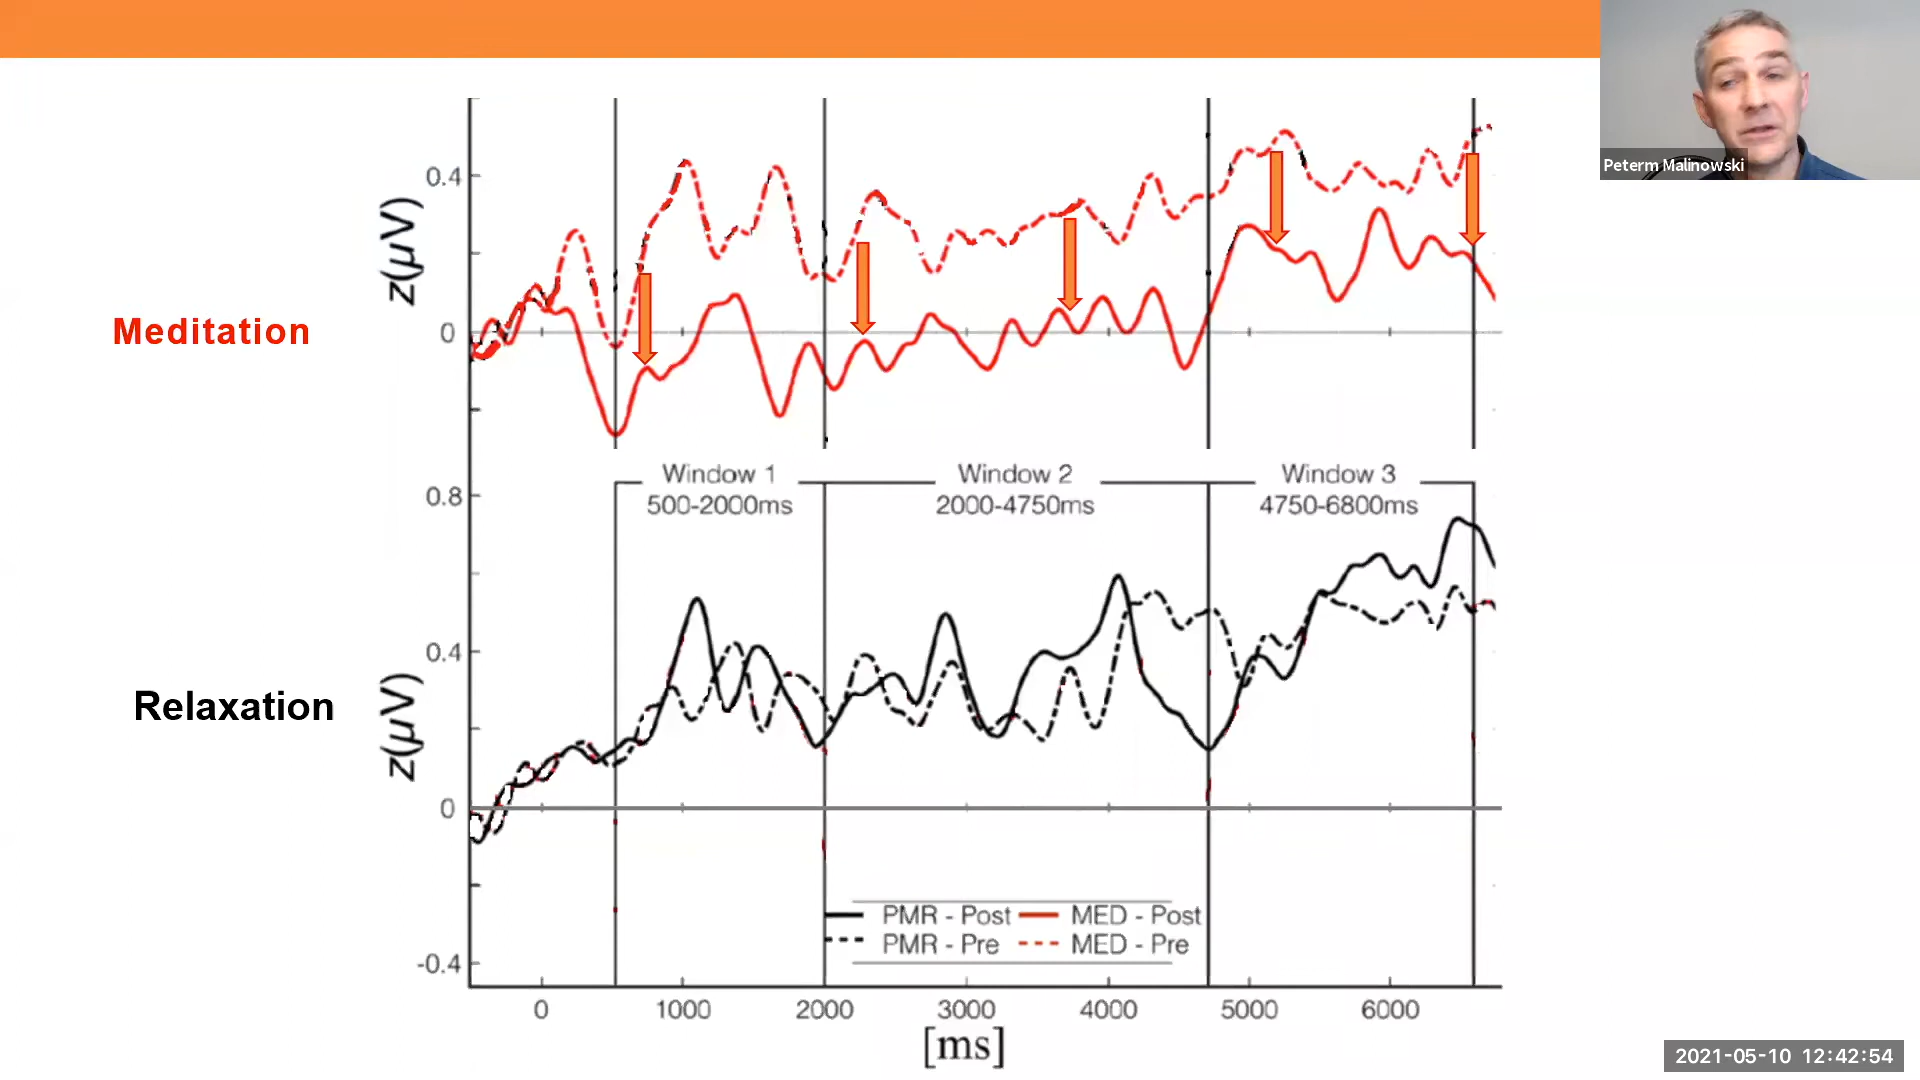 Peterm Malinowski
0.4
z(μV)
Meditation
0
Window 1
500-2000ms
Window 2
2000-4750ms
Window 3
4750-6800ms
0.8
0.4
z(μV)
Relaxation
0
PMR - Post
MED - Post
PMR - Pre
MED - Pre
-0.4
0 1000 2000 3000 4000 5000 6000
[ms]
2021-05-10 12:42:54